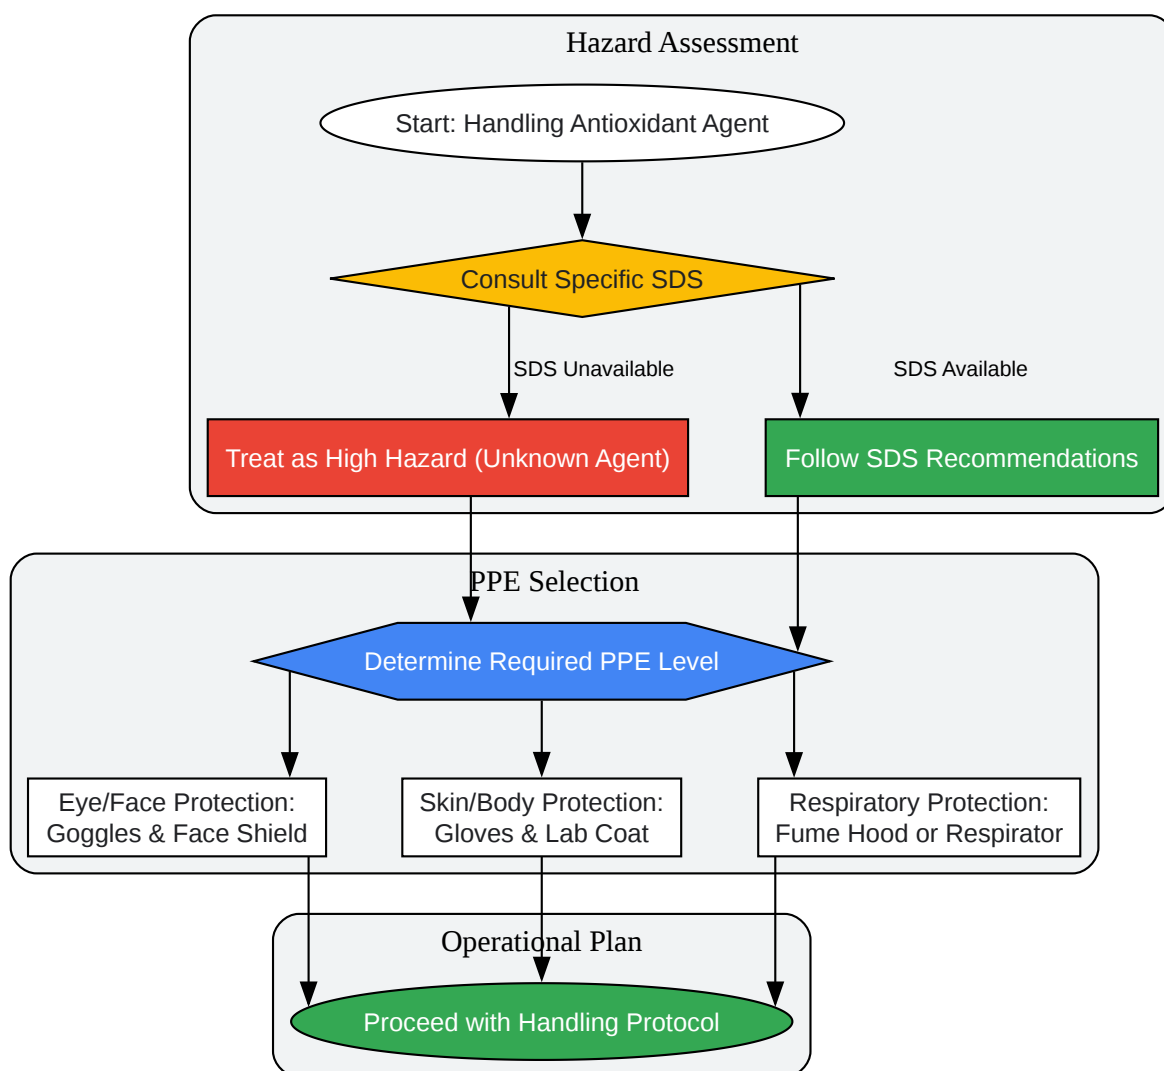 Hazard Assessment
Start: Handling Antioxidant Agent
Consult Specific SDS
SDS Unavailable
SDS Available
Treat as High Hazard (Unknown Agent)
Follow SDS Recommendations
PPE Selection
Determine Required PPE Level
Eye/Face Protection:
Goggles & Face Shield
Skin/Body Protection:
Gloves & Lab Coat
Respiratory Protection:
Fume Hood or Respirator
Operational Plan
Proceed with Handling Protocol